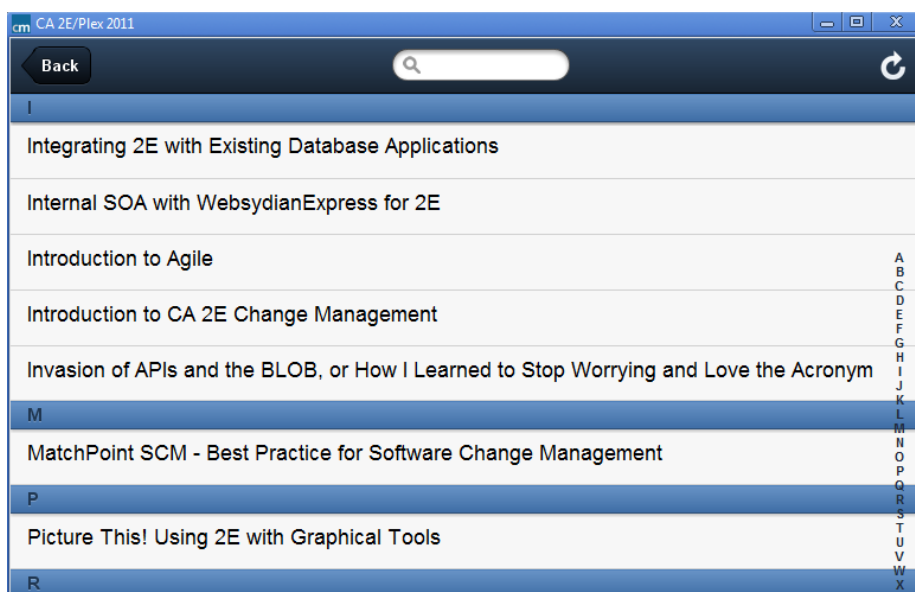 cm CA 2E/Plex 2011
Back
I
Integrating 2E with Existing Database Applications
Internal SOA with WebsydianExpress for 2E
Introduction to Agile
Introduction to CA 2E Change Management
Invasion of APIs and the BLOB, or How I Learned to Stop Worrying and Love the Acronym
M
MatchPoint SCM - Best Practice for Software Change Management
P
Picture This! Using 2E with Graphical Tools
R
A
B
C
D
E
F
G
H
I
J
K
L
M
N
O
P
Q
R
S
T
U
V
W
X